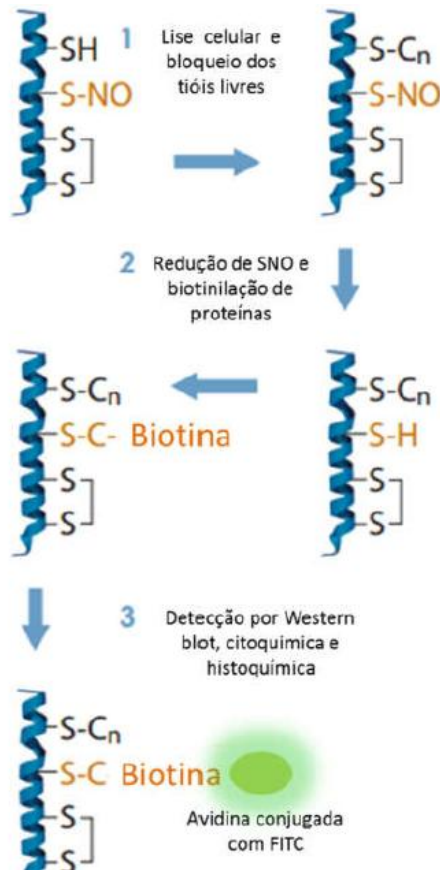 SH
S-NO
S
S
1
Lise celular e
bloqueio dos
tióis livres
S-Cn
S-NO
S
S
2
Redução de SNO e
biotinilação de
proteínas
S-Cn
S-C- Biotina
S
S
S-Cn
S-H
S
S
3
Detecção por Western
blot, citoquímica e
histoquímica
S-Cn
S-C Biotina
S
S
Avidina conjugada
com FITC